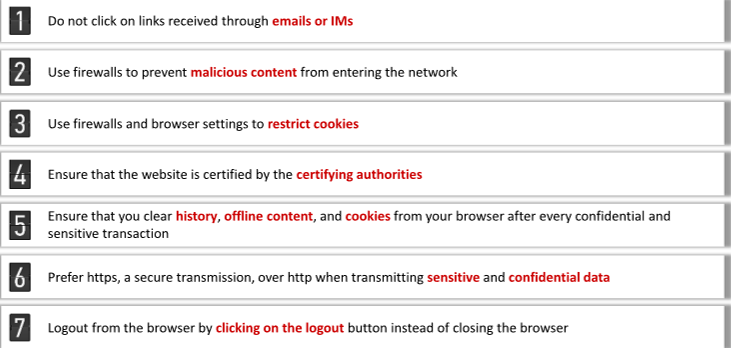 1 Do not click on links received through emails or IMs
2 Use firewalls to prevent malicious content from entering the network
3 Use firewalls and browser settings to restrict cookies
4 Ensure that the website is certified by the certifying authorities
5 Ensure that you clear history, offline content, and cookies from your browser after every confidential and
sensitive transaction
6 Prefer https, a secure transmission, over http when transmitting sensitive and confidential data
7 Logout from the browser by clicking on the logout button instead of closing the browser